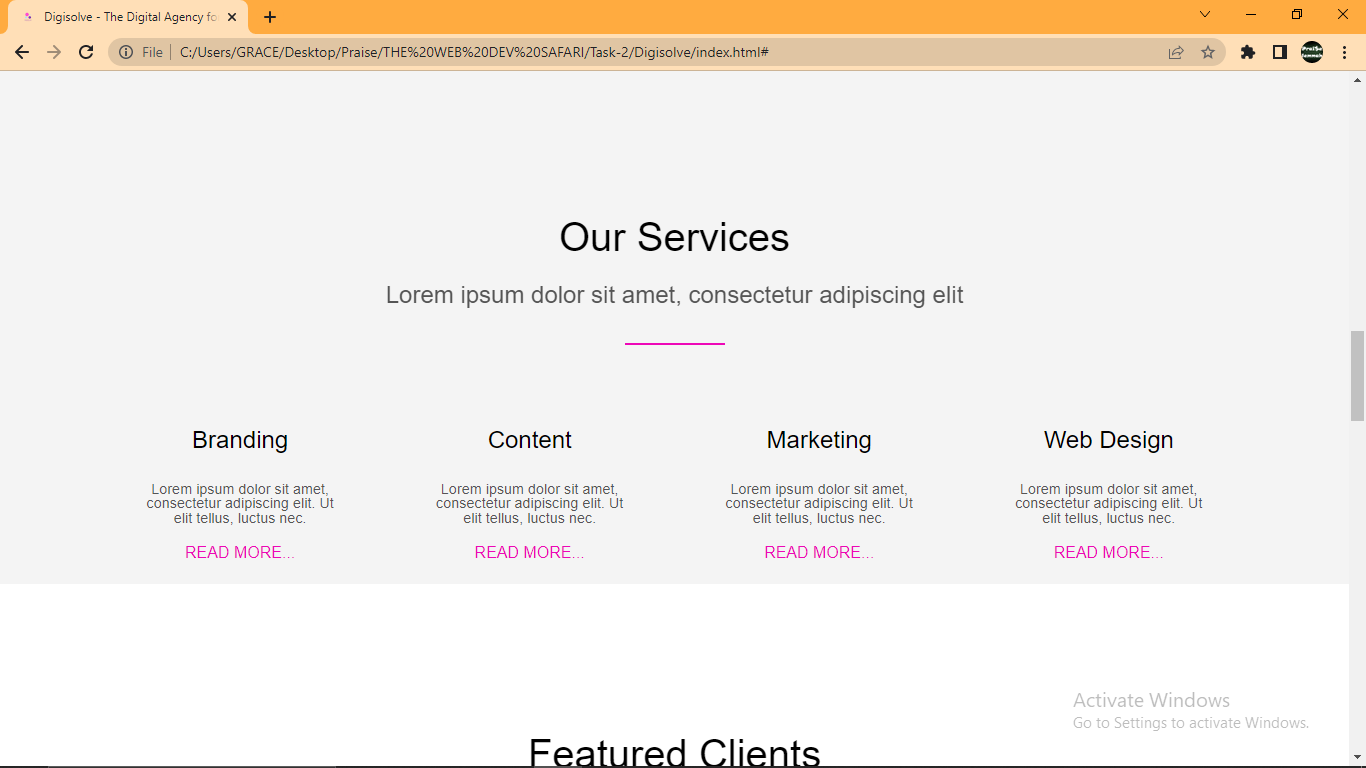 Digisolve - The Digital Agency fo
File
C:/Users/GRACE/Desktop/Praise/THE%20WEB%20DEV%20SAFARI/Task-2/Digisolve/index.html#
Our Services
Lorem ipsum dolor sit amet, consectetur adipiscing elit
Branding
Lorem ipsum dolor sit amet,
consectetur adipiscing elit. Ut
elit tellus, luctus nec.
READ MORE...
Content
Lorem ipsum dolor sit amet,
consectetur adipiscing elit. Ut
elit tellus, luctus nec.
READ MORE...
Marketing
Lorem ipsum dolor sit amet,
consectetur adipiscing elit. Ut
elit tellus, luctus nec.
READ MORE...
Web Design
Lorem ipsum dolor sit amet,
consectetur adipiscing elit. Ut
elit tellus, luctus nec.
READ MORE...
Featured Clients
Activate Windows
Go to Settings to activate Windows.